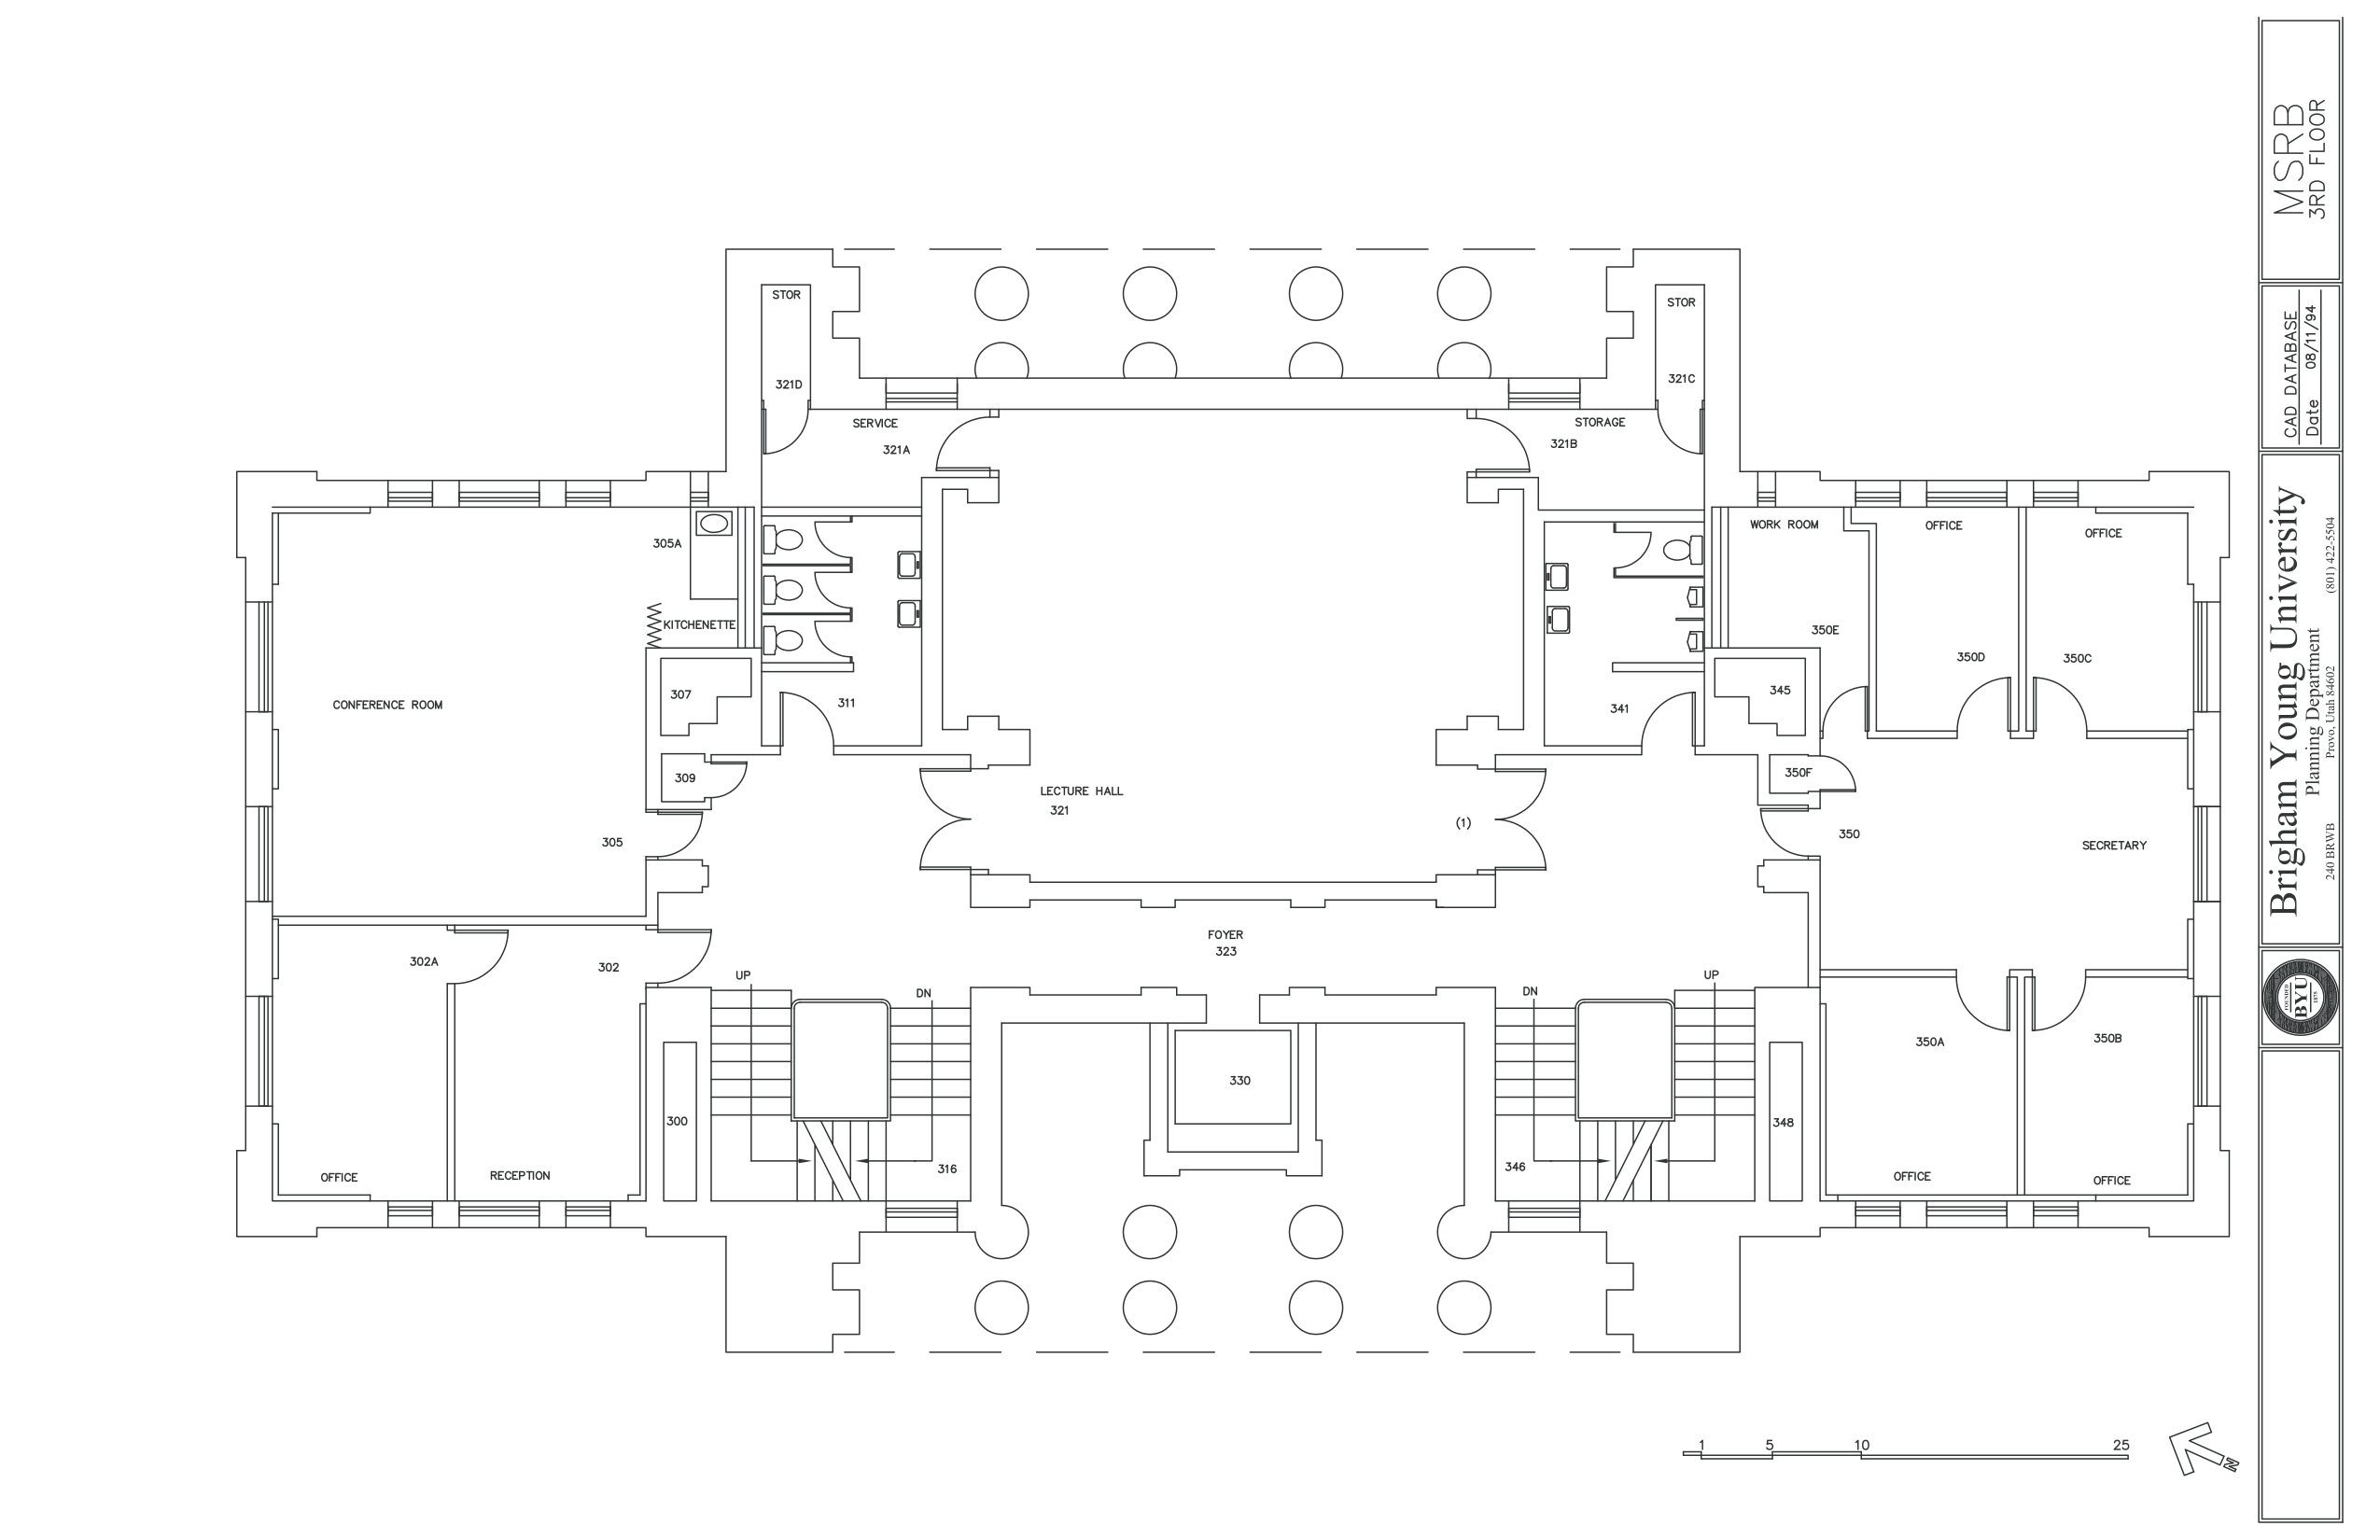 STOR
321D
SERVICE
321A
STOR
321C
STORAGE
321B
305A
KITCHENETTE
CONFERENCE ROOM
307
311
309
305
LECTURE HALL
321
(1)
341
345
WORK ROOM
350E
OFFICE
350D
OFFICE
350C
350F
350
SECRETARY
302A
302
OFFICE
RECEPTION
300
UP
DN
316
FOYER
323
330
DN
UP
346
348
350A
OFFICE
350B
OFFICE
1 5 10 25
N
MSRB
3RD FLOOR
CAD DATABASE
Date 08/11/94
Brigham Young University
Planning Department
240 BRWB Provo, Utah 84602 (801) 422-5504
FOUNDED
BYU
1875